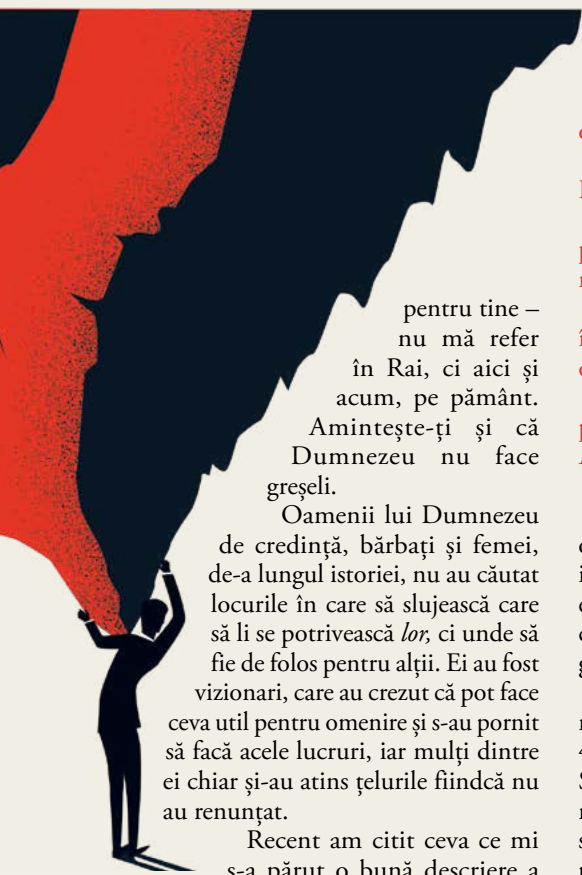 pentru tine –
nu mă refer
în Rai, ci aici și
acum, pe pământ.
Amintește-ți și că
Dumnezeu nu face
greșeli.
Oamenii lui Dumnezeu
de credință, bărbați și femei,
de-a lungul istoriei, nu au căutat
locurile în care să slujească care
să li se potrivească lor, ci unde să
fie de folos pentru alții. Ei au fost
vizionari, care au crezut că pot face
ceva util pentru omenire și s-au pornit
să facă acele lucruri, iar mulți dintre
ei chiar și-au atins țelurile fiindcă nu
au renunțat.
Recent am citit ceva ce mi
s-a părut o bună descriere a